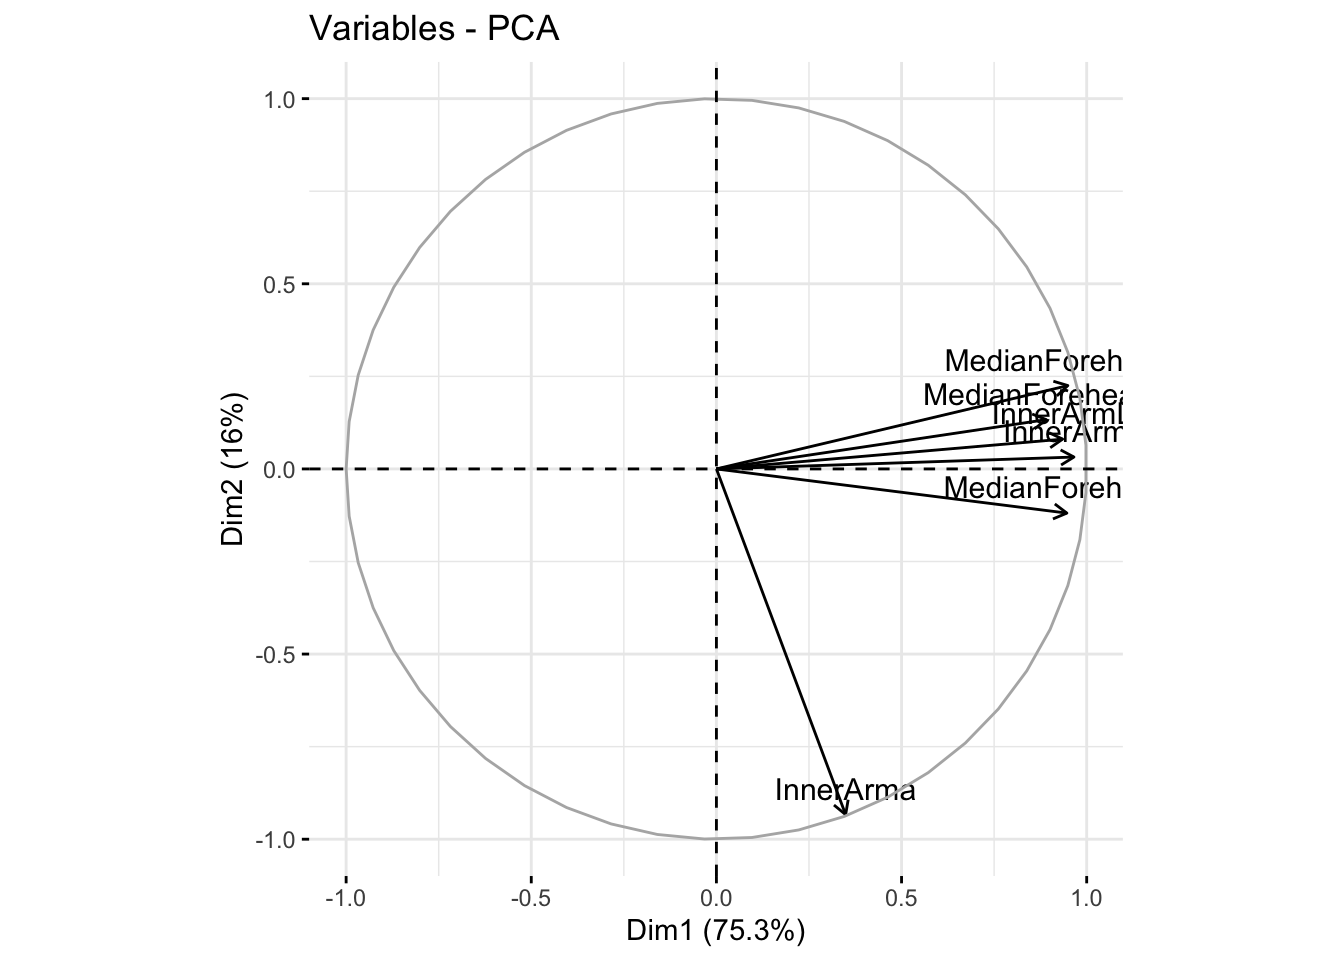 Variables - PCA
1.0
0.5
0.0
-0.5
-1.0
Dim2 (16%)
MedianForeh
MedianForehea
InnerArmL
InnerArm
MedianForeh
InnerArma
-1.0
-0.5
0.0
0.5
1.0
Dim1 (75.3%)